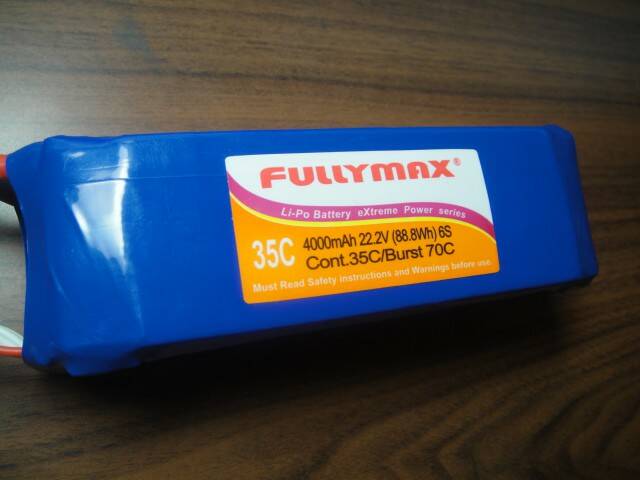 FULLYMAX®
Li-Po Battery eXtreme Power series
35C
4000mAh 22.2V (88.8Wh) 6S
Cont.35C/Burst 70C
Must Read Safety instructions and Warnings before use.